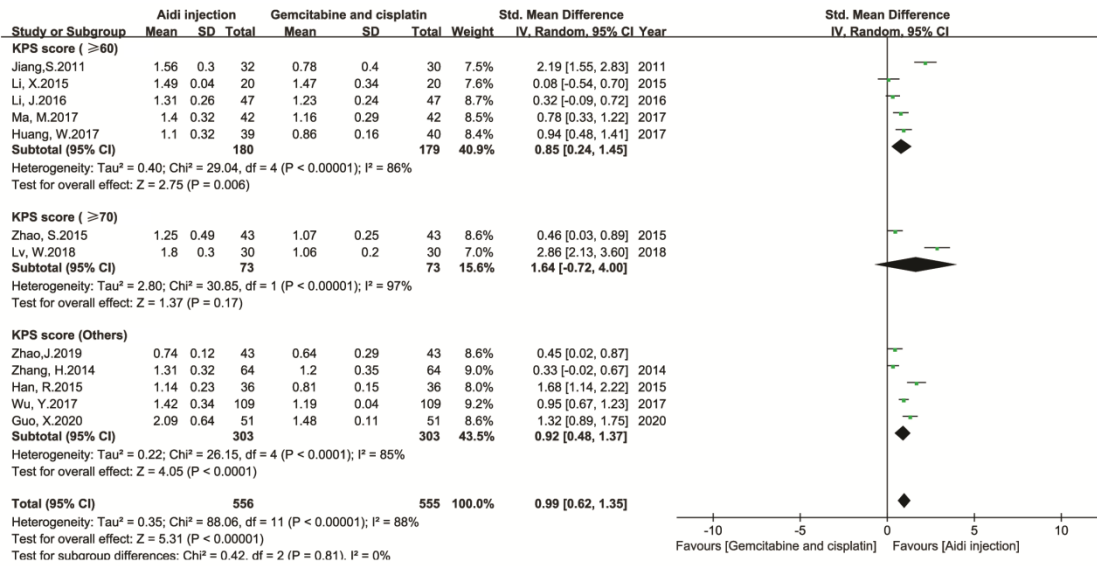 Aidi injection Gemcitabine and cisplatin Std. Mean Difference Std. Mean Difference
Study or Subgroup Mean SD Total Mean SD Total Weight IV, Random, 95% CI Year IV, Random, 95% CI
KPS score ( ≥60)
Jiang,S.2011 1.56 0.3 32 0.78 0.4 30 7.5% 2.19 [1.55, 2.83] 2011
Li, X.2015 1.49 0.04 20 1.47 0.34 20 7.6% 0.08 [-0.54, 0.70] 2015
Li, J.2016 1.31 0.26 47 1.23 0.24 47 8.7% 0.32 [-0.09, 0.72] 2016
Ma, M.2017 1.4 0.32 42 1.16 0.29 42 8.6% 0.78 [0.33, 1.22] 2017
Huang, W.2017 1.1 0.32 39 0.86 0.16 40 8.4% 0.94 [0.48, 1.41] 2017
Subtotal (95% CI) 180 179 40.9% 0.85 [0.24, 1.45]
Heterogeneity: Tau² = 0.40; Chi² = 29.04, df = 4 (P < 0.00001); I² = 86%
Test for overall effect: Z = 2.75 (P = 0.006)
KPS score ( ≥70)
Zhao, S.2015 1.25 0.49 43 1.07 0.25 43 8.6% 0.46 [0.03, 0.89] 2015
Lv, W.2018 1.8 0.3 30 1.06 0.2 30 7.0% 2.86 [2.13, 3.60] 2018
Subtotal (95% CI) 73 73 15.6% 1.64 [-0.72, 4.00]
Heterogeneity: Tau² = 2.80; Chi² = 30.85, df = 1 (P < 0.00001); I² = 97%
Test for overall effect: Z = 1.37 (P = 0.17)
KPS score (Others)
Zhao,J.2019 0.74 0.12 43 0.64 0.29 43 8.6% 0.45 [0.02, 0.87]
Zhang, H.2014 1.31 0.32 64 1.2 0.35 64 9.0% 0.33 [-0.02, 0.67] 2014
Han, R.2015 1.14 0.23 36 0.81 0.15 36 8.0% 1.68 [1.14, 2.22] 2015
Wu, Y.2017 1.42 0.34 109 1.19 0.04 109 9.2% 0.95 [0.67, 1.23] 2017
Guo, X.2020 2.09 0.64 51 1.48 0.11 51 8.6% 1.32 [0.89, 1.75] 2020
Subtotal (95% CI) 303 303 43.5% 0.92 [0.48, 1.37]
Heterogeneity: Tau² = 0.22; Chi² = 26.15, df = 4 (P < 0.0001); I² = 85%
Test for overall effect: Z = 4.05 (P < 0.0001)
Total (95% CI) 556 555 100.0% 0.99 [0.62, 1.35]
Heterogeneity: Tau² = 0.35; Chi² = 88.06, df = 11 (P < 0.00001); I² = 88%
Test for overall effect: Z = 5.31 (P < 0.00001)
Test for subgroup differences: Chi² = 0.42, df = 2 (P = 0.81), I² = 0%
-10 -5 0 5 10
Favours [Gemcitabine and cisplatin] Favours [Aidi injection]